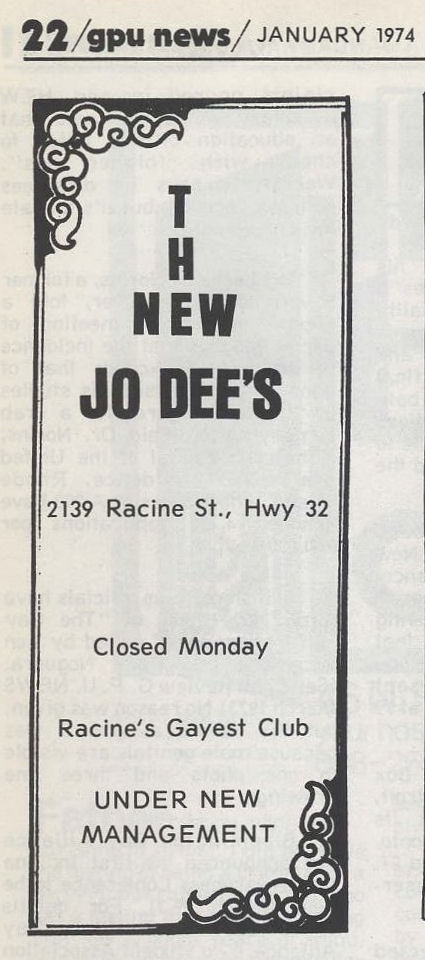 22/gpu news/ JANUARY 1974
T
H
NEW
JO DEE'S
2139 Racine St., Hwy 32
Closed Monday
Racine's Gayest Club
UNDER NEW
MANAGEMENT